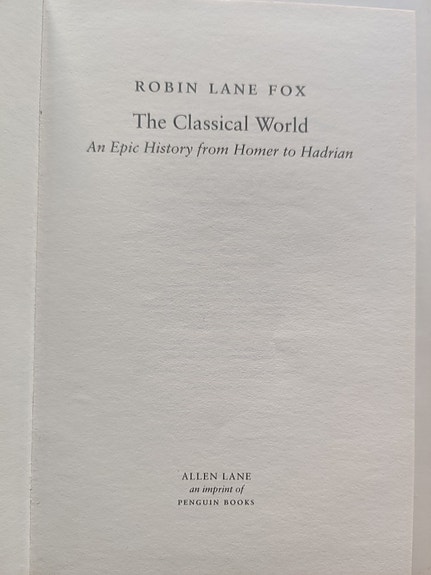 ROBIN LANE FOX
The Classical World
An Epic History from Homer to Hadrian
ALLEN LANE
an imprint of
PENGUIN BOOKS